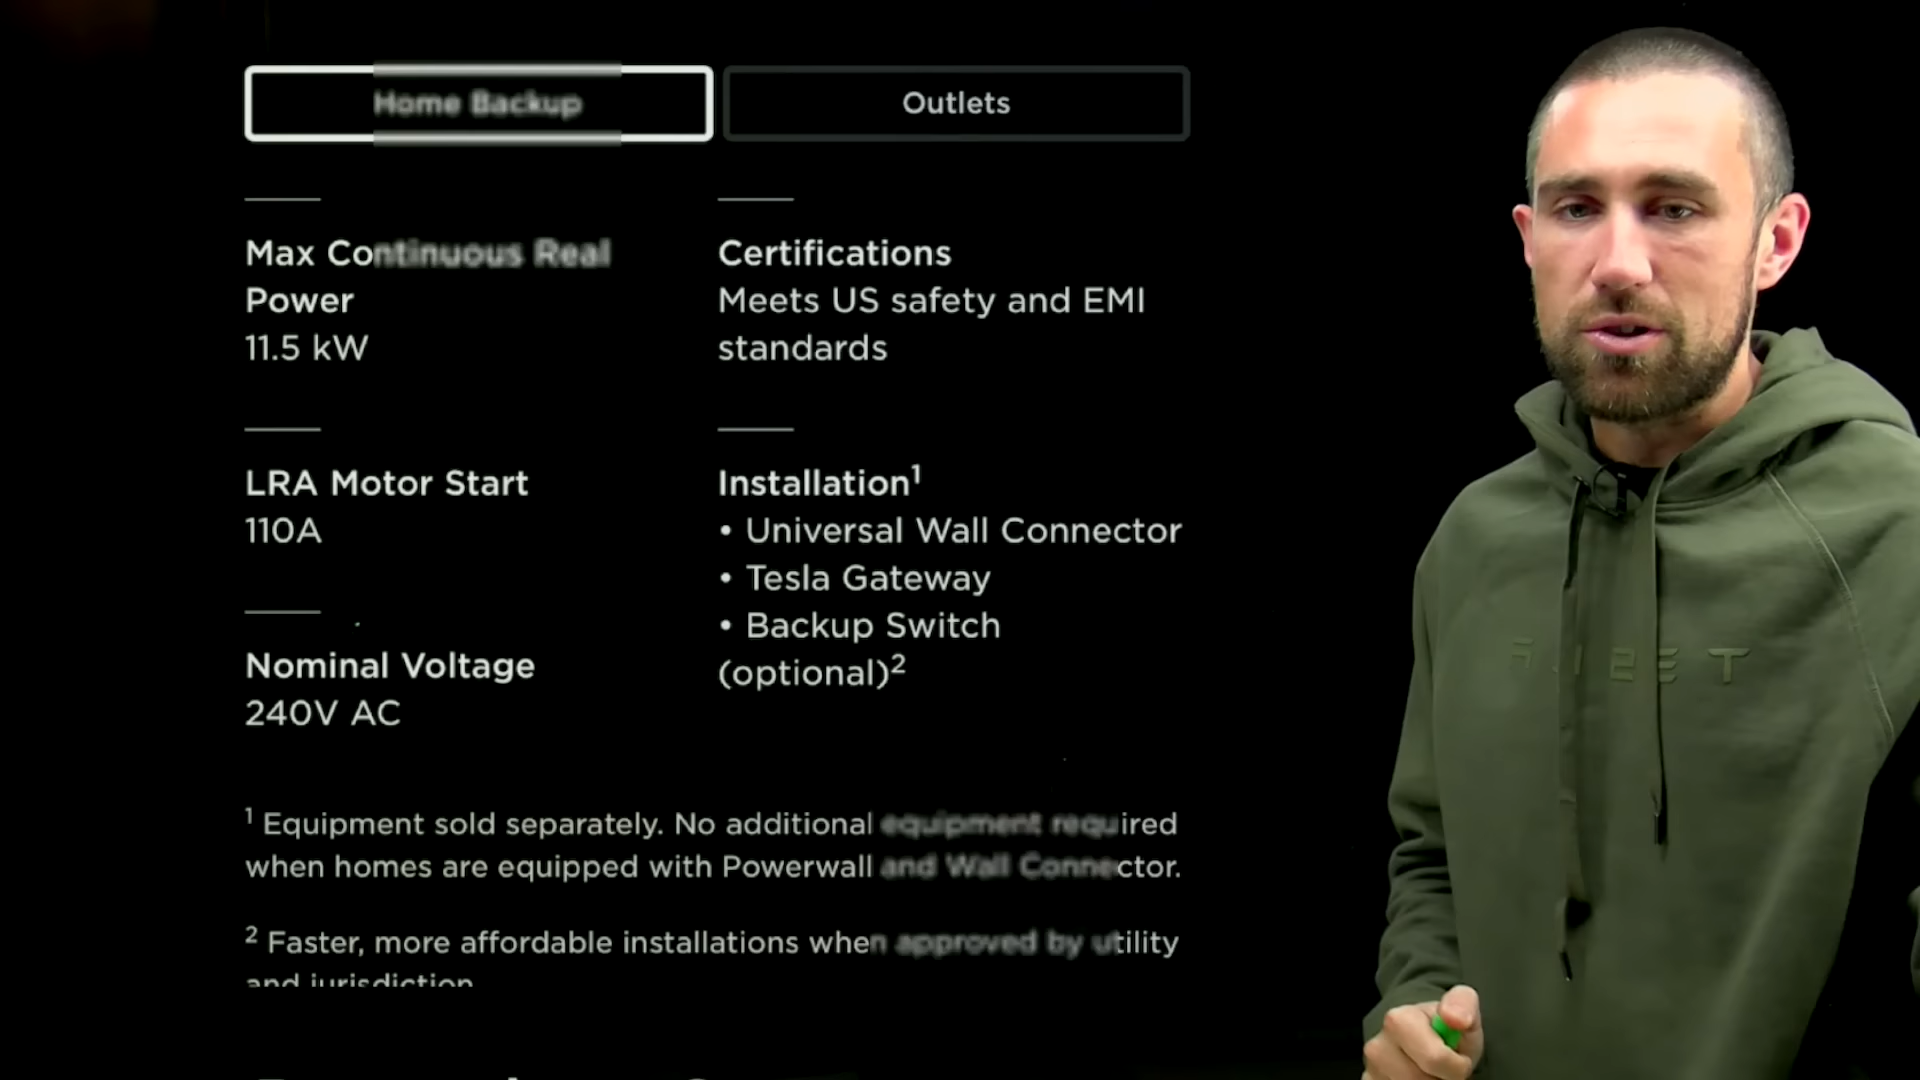 Home Backup
Outlets
Max Continuous Real
Power
11.5 kW
LRA Motor Start
110A
Nominal Voltage
240V AC
Certifications
Meets US safety and EMI
standards
Installation¹
• Universal Wall Connector
• Tesla Gateway
• Backup Switch
(optional)²
¹ Equipment sold separately. No additional equipment required
when homes are equipped with Powerwall and Wall Connector.
² Faster, more affordable installations when approved by utility
and jurisdiction